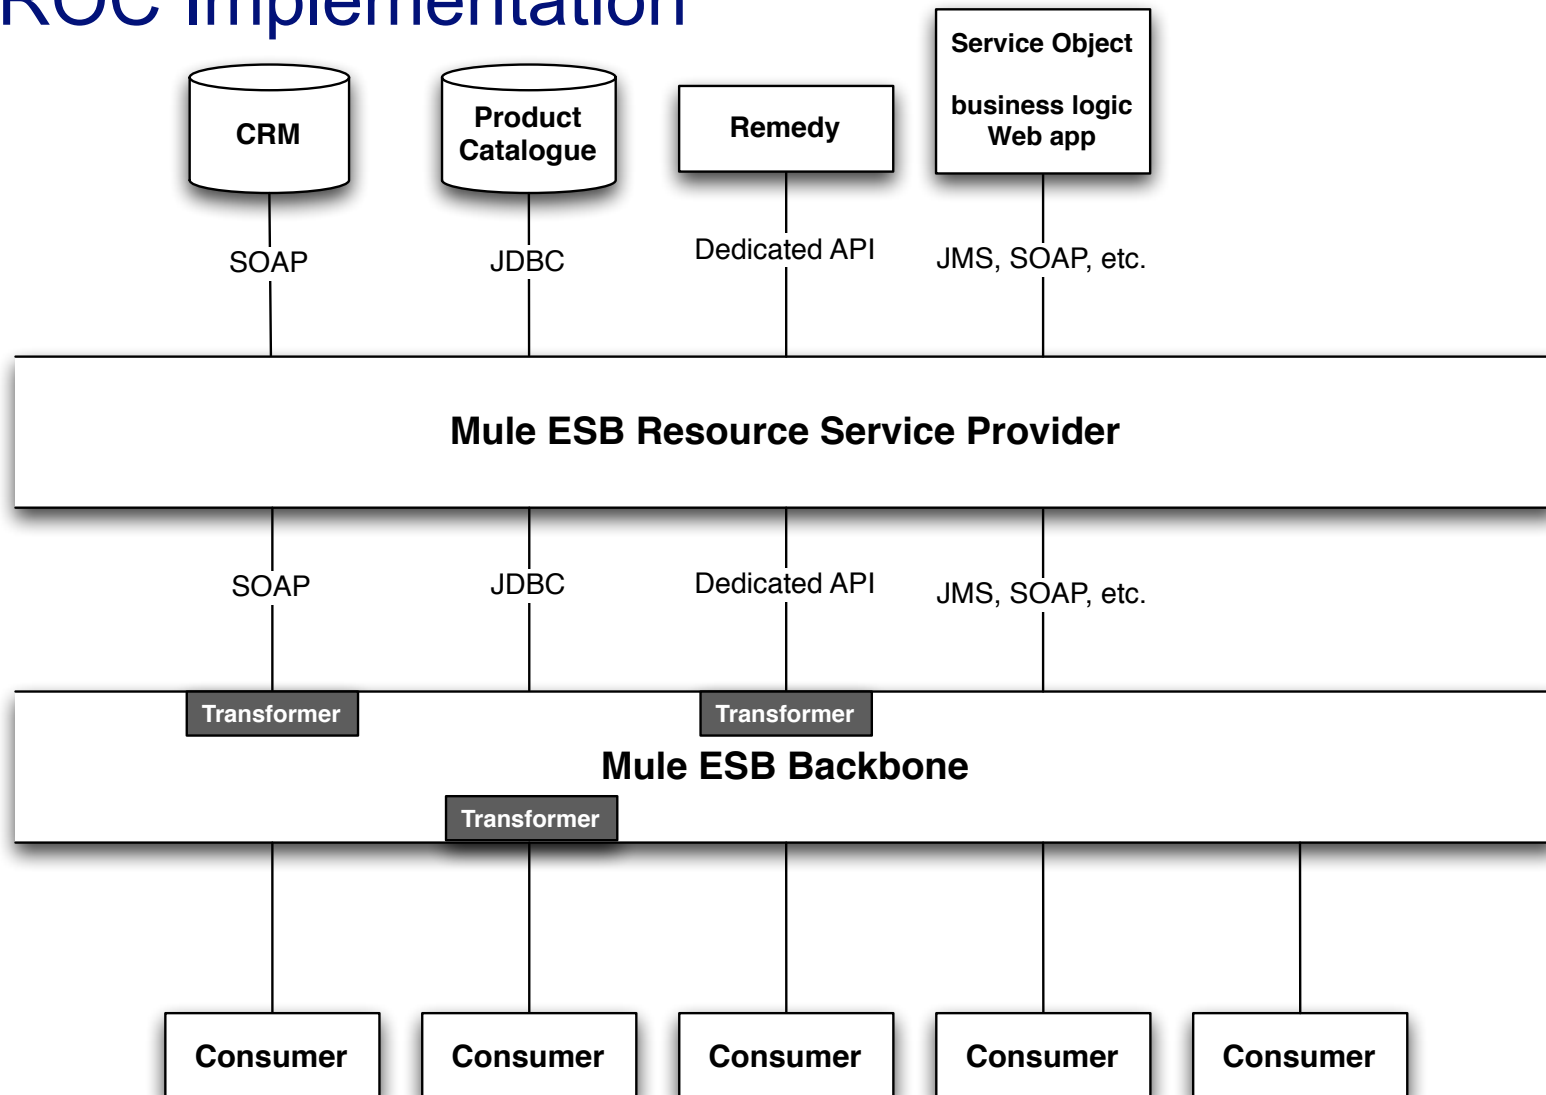 ROC Implementation
Service Object
business logic
Web app
CRM
Product
Catalogue
Remedy
SOAP
JDBC
Dedicated API
JMS, SOAP, etc.
Mule ESB Resource Service Provider
SOAP
JDBC
Dedicated API
JMS, SOAP, etc.
Transformer
Transformer
Mule ESB Backbone
Transformer
Consumer
Consumer
Consumer
Consumer
Consumer